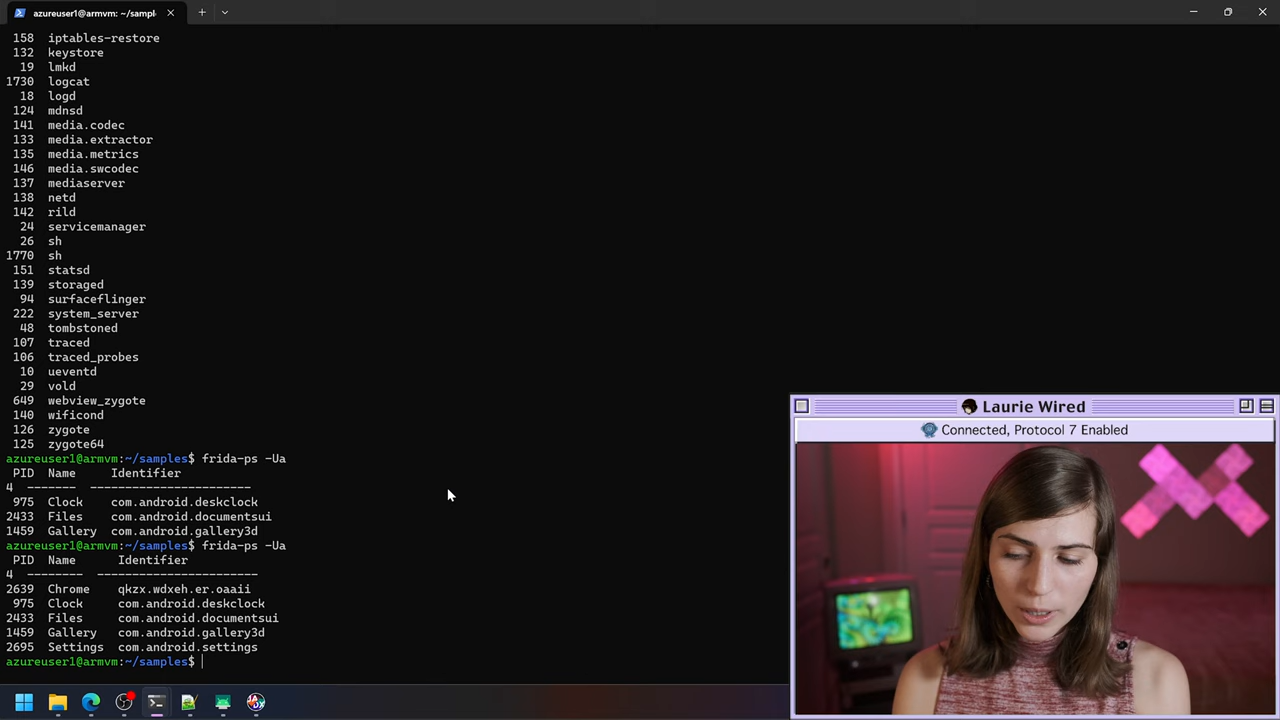 azureuser1@armvm: ~/sampl
158 iptables-restore
132 keystore
19 lmkd
1730 logcat
18 logd
124 mdnsd
141 media.codec
133 media.extractor
135 media.metrics
146 media.swcodec
137 mediaserver
138 netd
142 rild
24 servicemanager
26 sh
1770 sh
151 statsd
139 storaged
94 surfaceflinger
222 system_server
48 tombstoned
107 traced
106 traced_probes
10 ueventd
29 vold
649 webview_zygote
140 wificond
126 zygote
125 zygote64
azureuser1@armvm:~/samples$ frida-ps -Ua
PID Name Identifier
4 ------- -----------------------
975 Clock com.android.deskclock
2433 Files com.android.documentsui
1459 Gallery com.android.gallery3d
azureuser1@armvm:~/samples$ frida-ps -Ua
PID Name Identifier
4 -------- -----------------------
2639 Chrome qkzx.wdxeh.er.oaaii
975 Clock com.android.deskclock
2433 Files com.android.documentsui
1459 Gallery com.android.gallery3d
2695 Settings com.android.settings
azureuser1@armvm:~/samples$
Laurie Wired
Connected, Protocol 7 Enabled